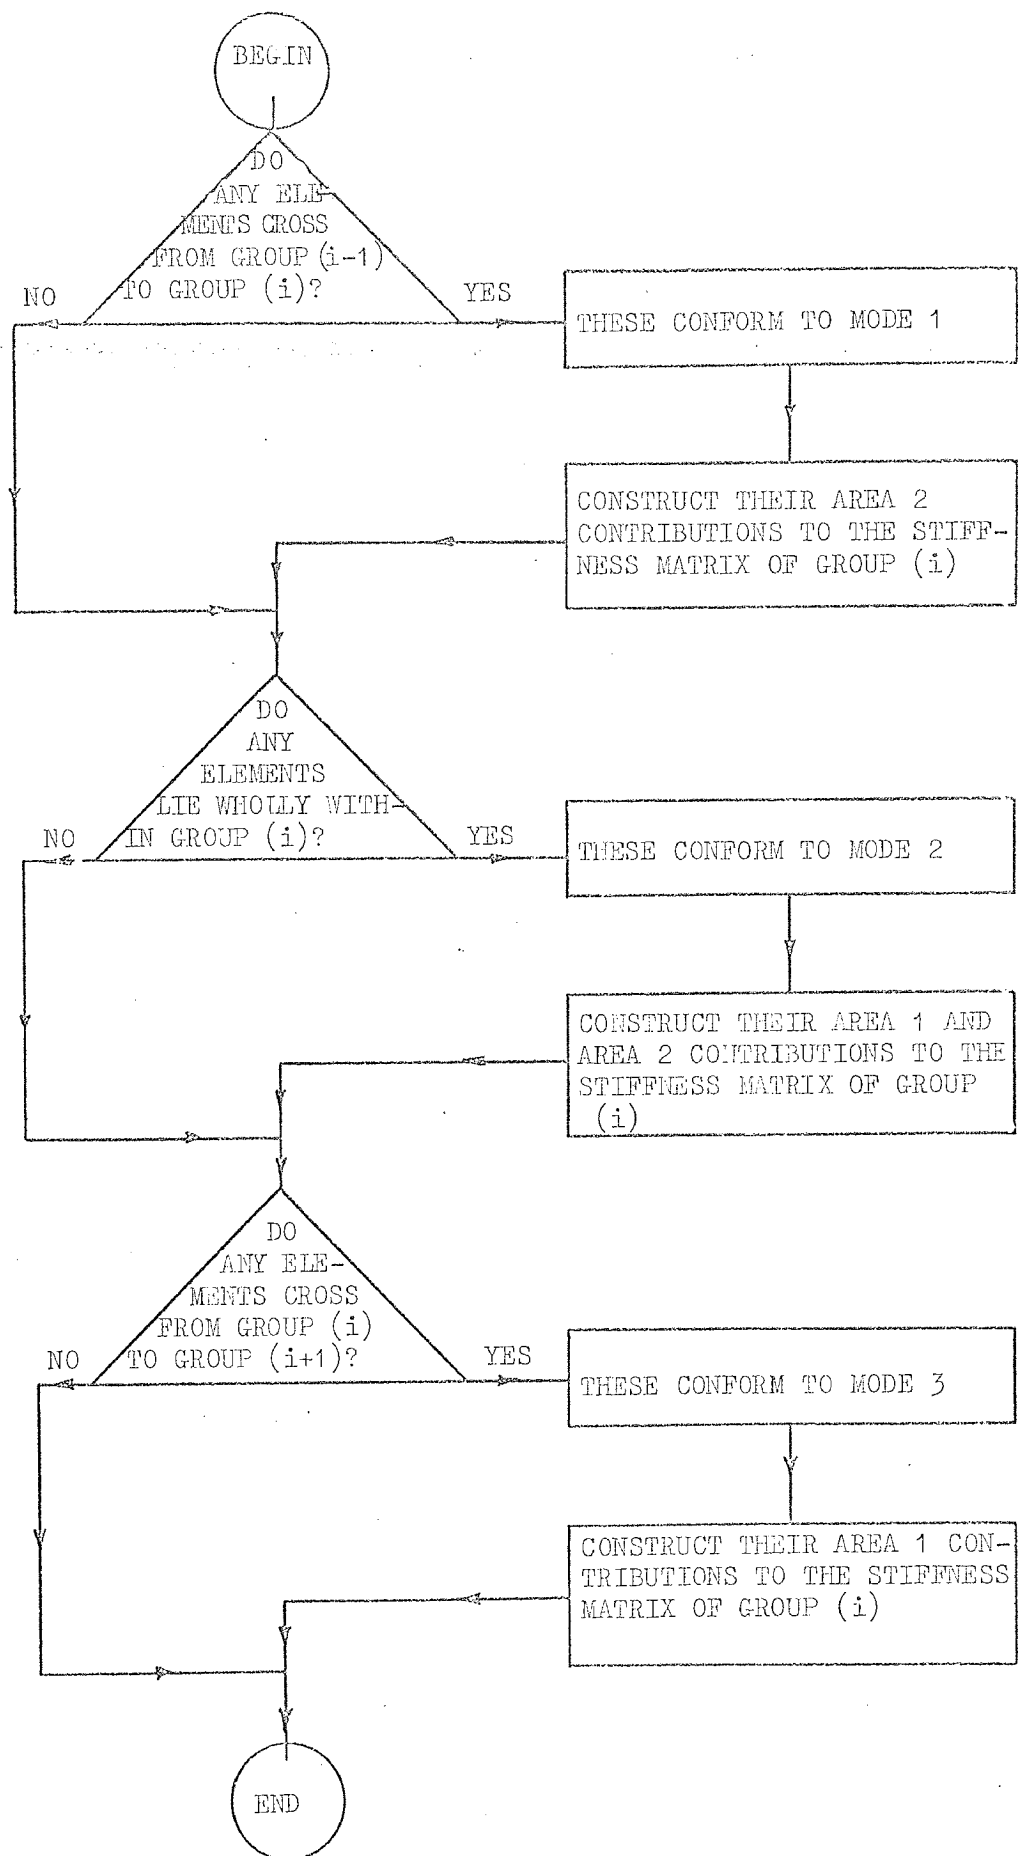 BEGIN
DO
ANY ELE-
MENTS CROSS
FROM GROUP (i-1)
TO GROUP (i)?
NO
YES
THESE CONFORM TO MODE 1
CONSTRUCT THEIR AREA 2
CONTRIBUTIONS TO THE STIFF-
NESS MATRIX OF GROUP (i)
DO
ANY
ELEMENTS
LIE WHOLLY WITH-
IN GROUP (i)?
NO
YES
THESE CONFORM TO MODE 2
CONSTRUCT THEIR AREA 1 AND
AREA 2 CONTRIBUTIONS TO THE
STIFFNESS MATRIX OF GROUP
(i)
DO
ANY ELE-
MENTS CROSS
FROM GROUP (i)
TO GROUP (i+1)?
NO
YES
THESE CONFORM TO MODE 3
CONSTRUCT THEIR AREA 1 CON-
TRIBUTIONS TO THE STIFFNESS
MATRIX OF GROUP (i)
END